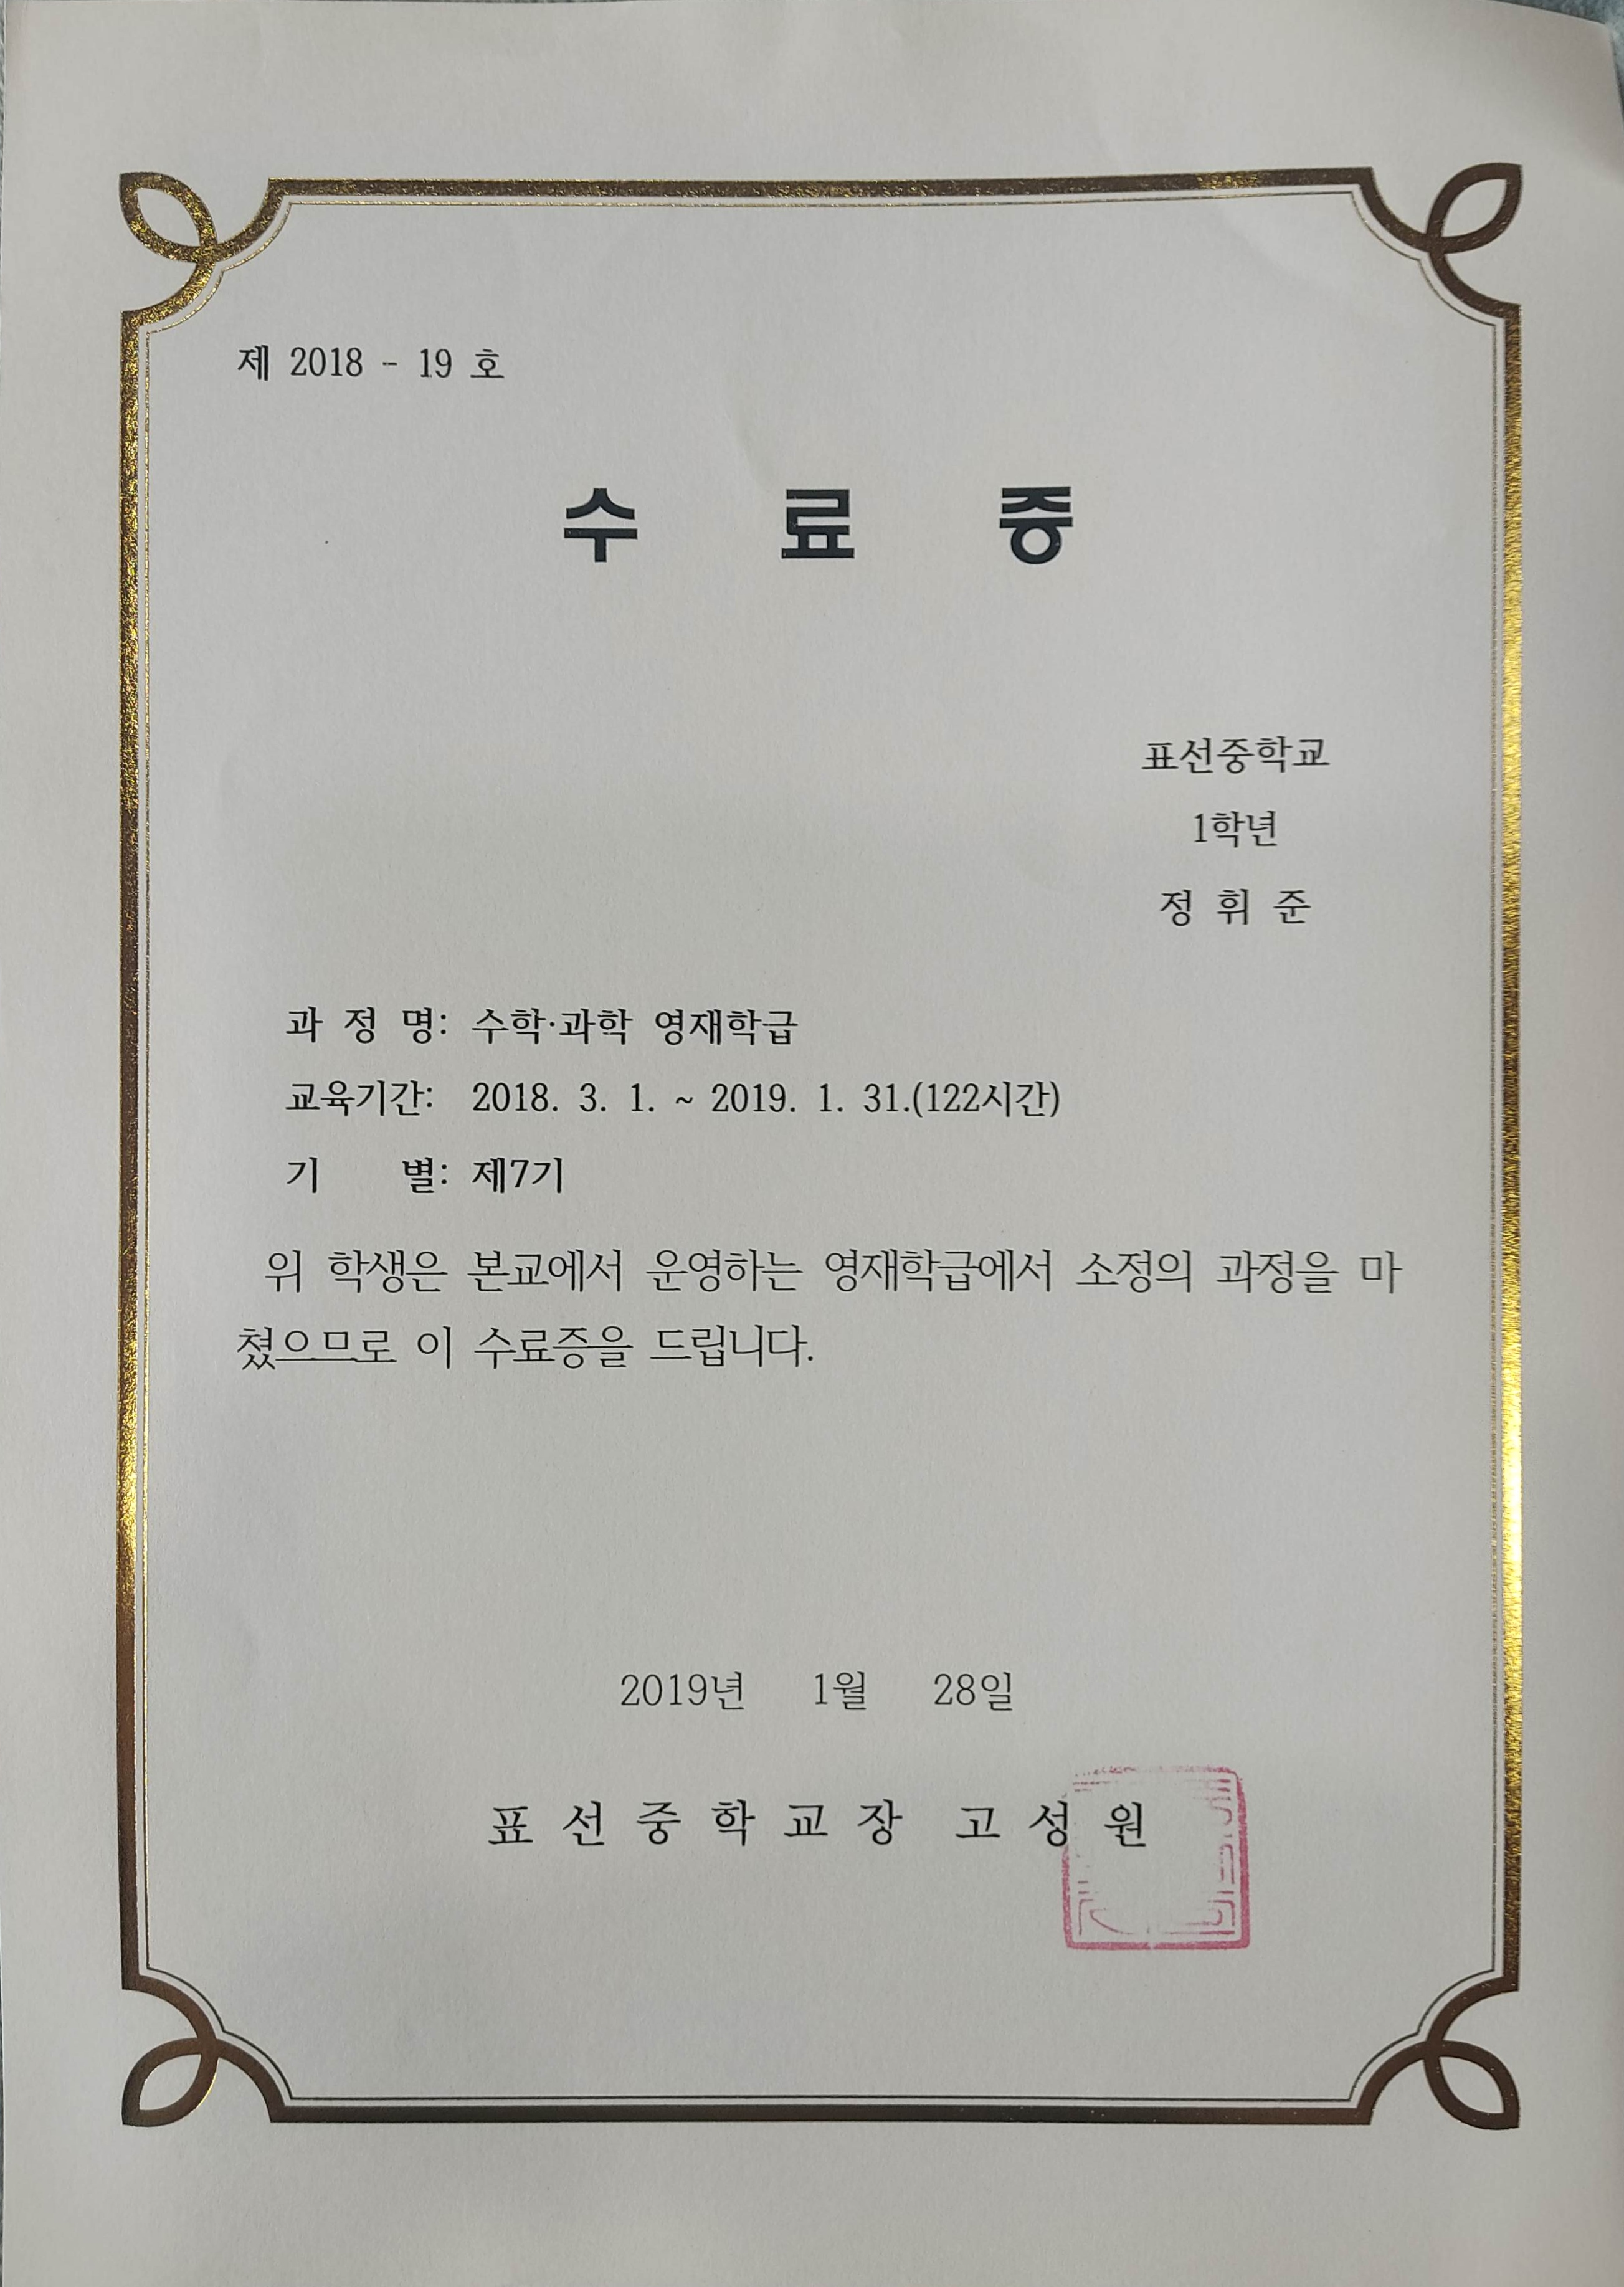 제 2018 - 19 호
수 료 증
표선중학교
1학년
정 휘 준
과 정 명: 수학·과학 영재학급
교육기간: 2018. 3. 1. ~ 2019. 1. 31.(122시간)
기 별: 제7기
위 학생은 본교에서 운영하는 영재학급에서 소정의 과정을 마
쳤으므로 이 수료증을 드립니다.
2019년 1월 28일
표 선 중 학 교 장 고 성 원